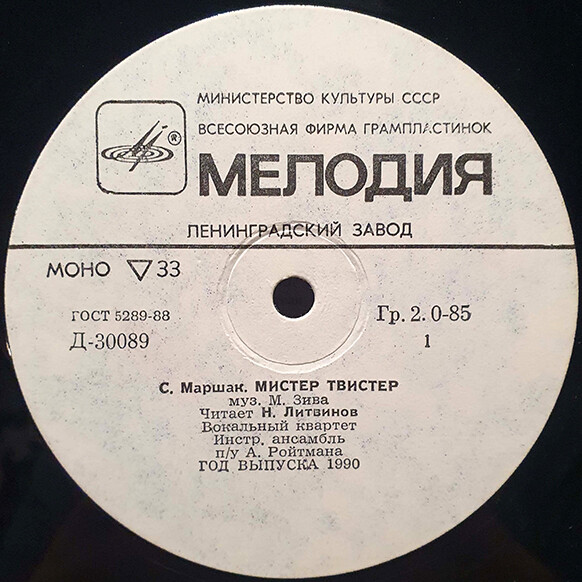 МИНИСТЕРСТВО КУЛЬТУРЫ СССР
ВСЕСОЮЗНАЯ ФИРМА ГРАМПЛАСТИНОК
®
МЕЛОДИЯ
ЛЕНИНГРАДСКИЙ ЗАВОД
МОНО ▽ 33
ГОСТ 5289-88
Гр. 2. 0-85
Д-30089
1
С. Маршак. МИСТЕР ТВИСТЕР
муз. М. Зива
Читает Н. Литвинов
Вокальный квартет
Инстр. ансамбль
п/у А. Ройтмана
ГОД ВЫПУСКА 1990